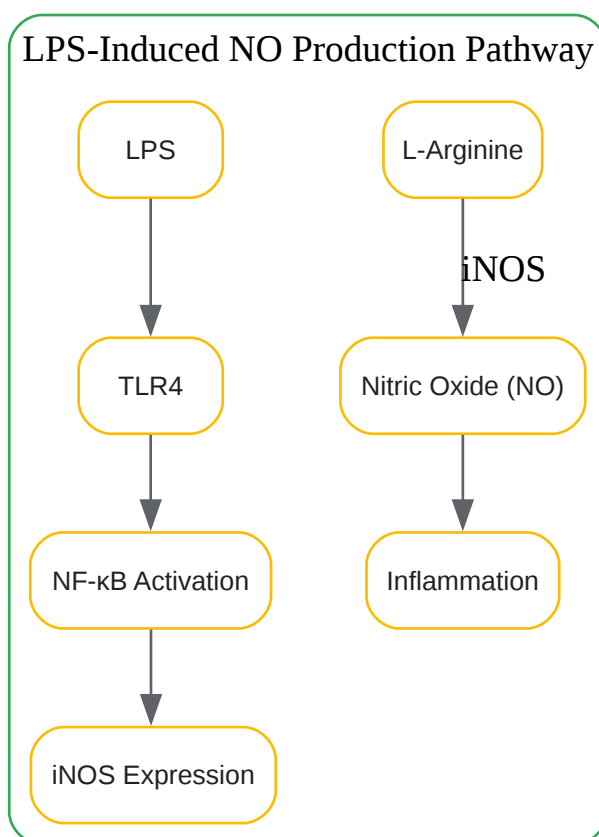 LPS-Induced NO Production Pathway
LPS
L-Arginine
iNOS
TLR4
Nitric Oxide (NO)
NF-κB Activation
Inflammation
iNOS Expression